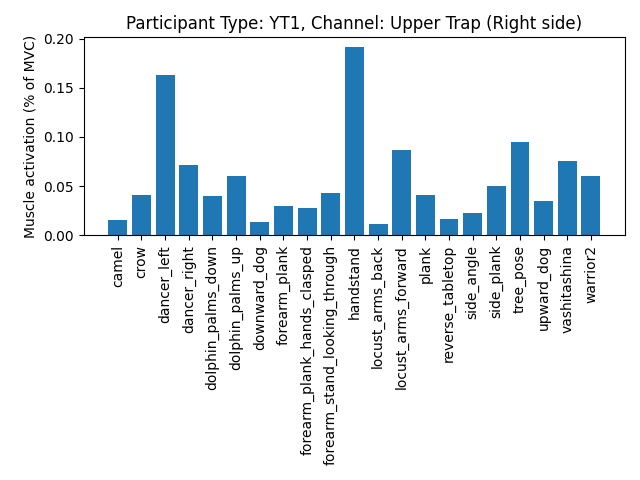 Participant Type: YT1, Channel: Upper Trap (Right side)
Muscle activation (% of MVC)
0.20
0.15
0.10
0.05
0.00
camel
crow
dancer_left
dancer_right
dolphin_palms_down
dolphin_palms_up
downward_dog
forearm_plank
forearm_plank_hands_clasped
forearm_stand_looking_through
handstand
locust_arms_back
locust_arms_forward
plank
reverse_tabletop
side_angle
side_plank
tree_pose
upward_dog
vashitashina
warrior2